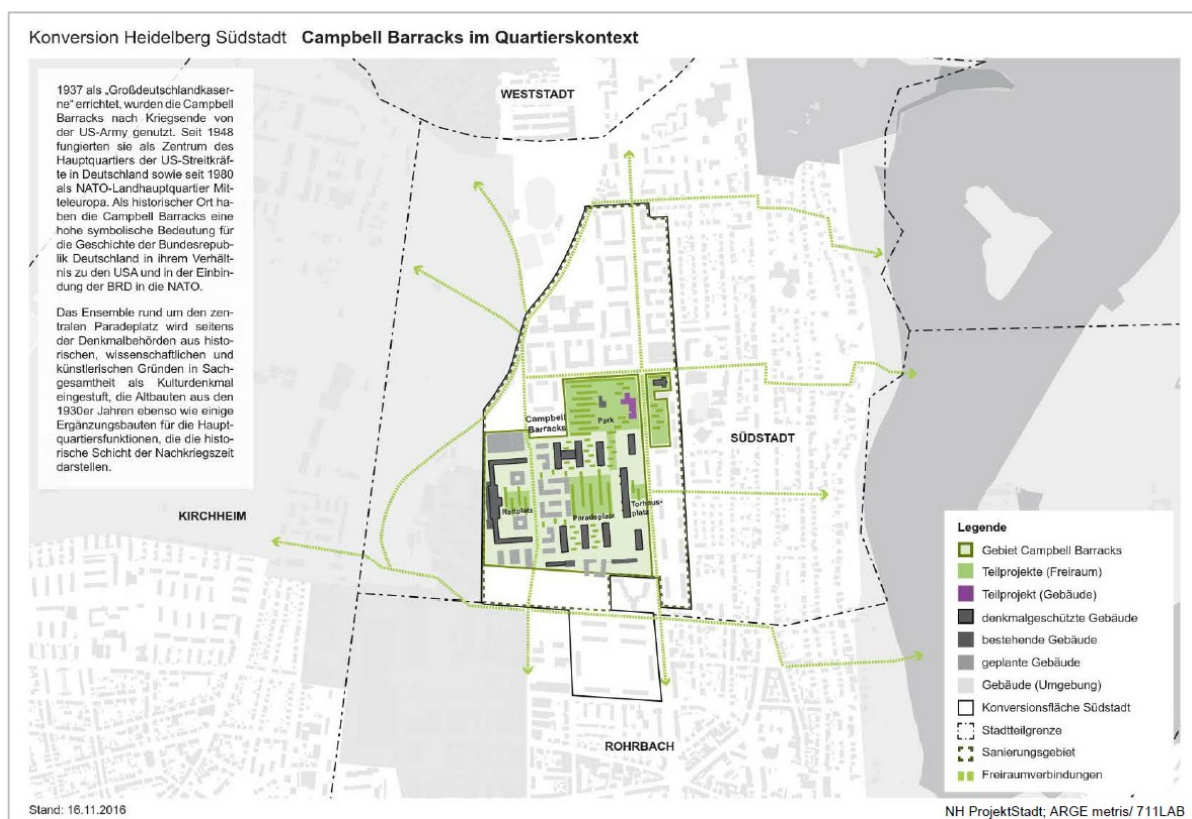 Konversion Heidelberg Südstadt Campbell Barracks im Quartierskontext
1937 als „Großdeutschlandkaser-
ne“ errichtet, wurden die Campbell
Barracks nach Kriegsende von
der US-Army genutzt. Seit 1948
fungierten sie als Zentrum des
Hauptquartiers der US-Streitkräf-
te in Deutschland sowie seit 1980
als NATO-Landhauptquartier Mit-
teleuropa. Als historischer Ort ha-
ben die Campbell Barracks eine
hohe symbolische Bedeutung für
die Geschichte der Bundesrepub-
lik Deutschland in ihrem Verhält-
nis zu den USA und in der Einbin-
dung der BRD in die NATO.
Das Ensemble rund um den zen-
tralen Paradeplatz wird seitens
der Denkmalbehörden aus histo-
rischen, wissenschaftlichen und
künstlerischen Gründen in Sach-
gesamtheit als Kulturdenkmal
eingestuft, die Altbauten aus den
1930er Jahren ebenso wie einige
Ergänzungsbauten für die Haupt-
quartiersfunktionen, die die histo-
rische Schicht der Nachkriegszeit
darstellen.
WESTSTADT
Campbell
Barracks
Park
SÜDSTADT
Reitplatz
Paradeplatz
Torhaus-
platz
KIRCHHEIM
ROHRBACH
Legende
Gebiet Campbell Barracks
Teilprojekte (Freiraum)
Teilprojekt (Gebäude)
denkmalgeschützte Gebäude
bestehende Gebäude
geplante Gebäude
Gebäude (Umgebung)
Konversionsfläche Südstadt
Stadtteilgrenze
Sanierungsgebiet
Freiraumverbindungen
Stand: 16.11.2016
NH ProjektStadt; ARGE metris/ 711LAB